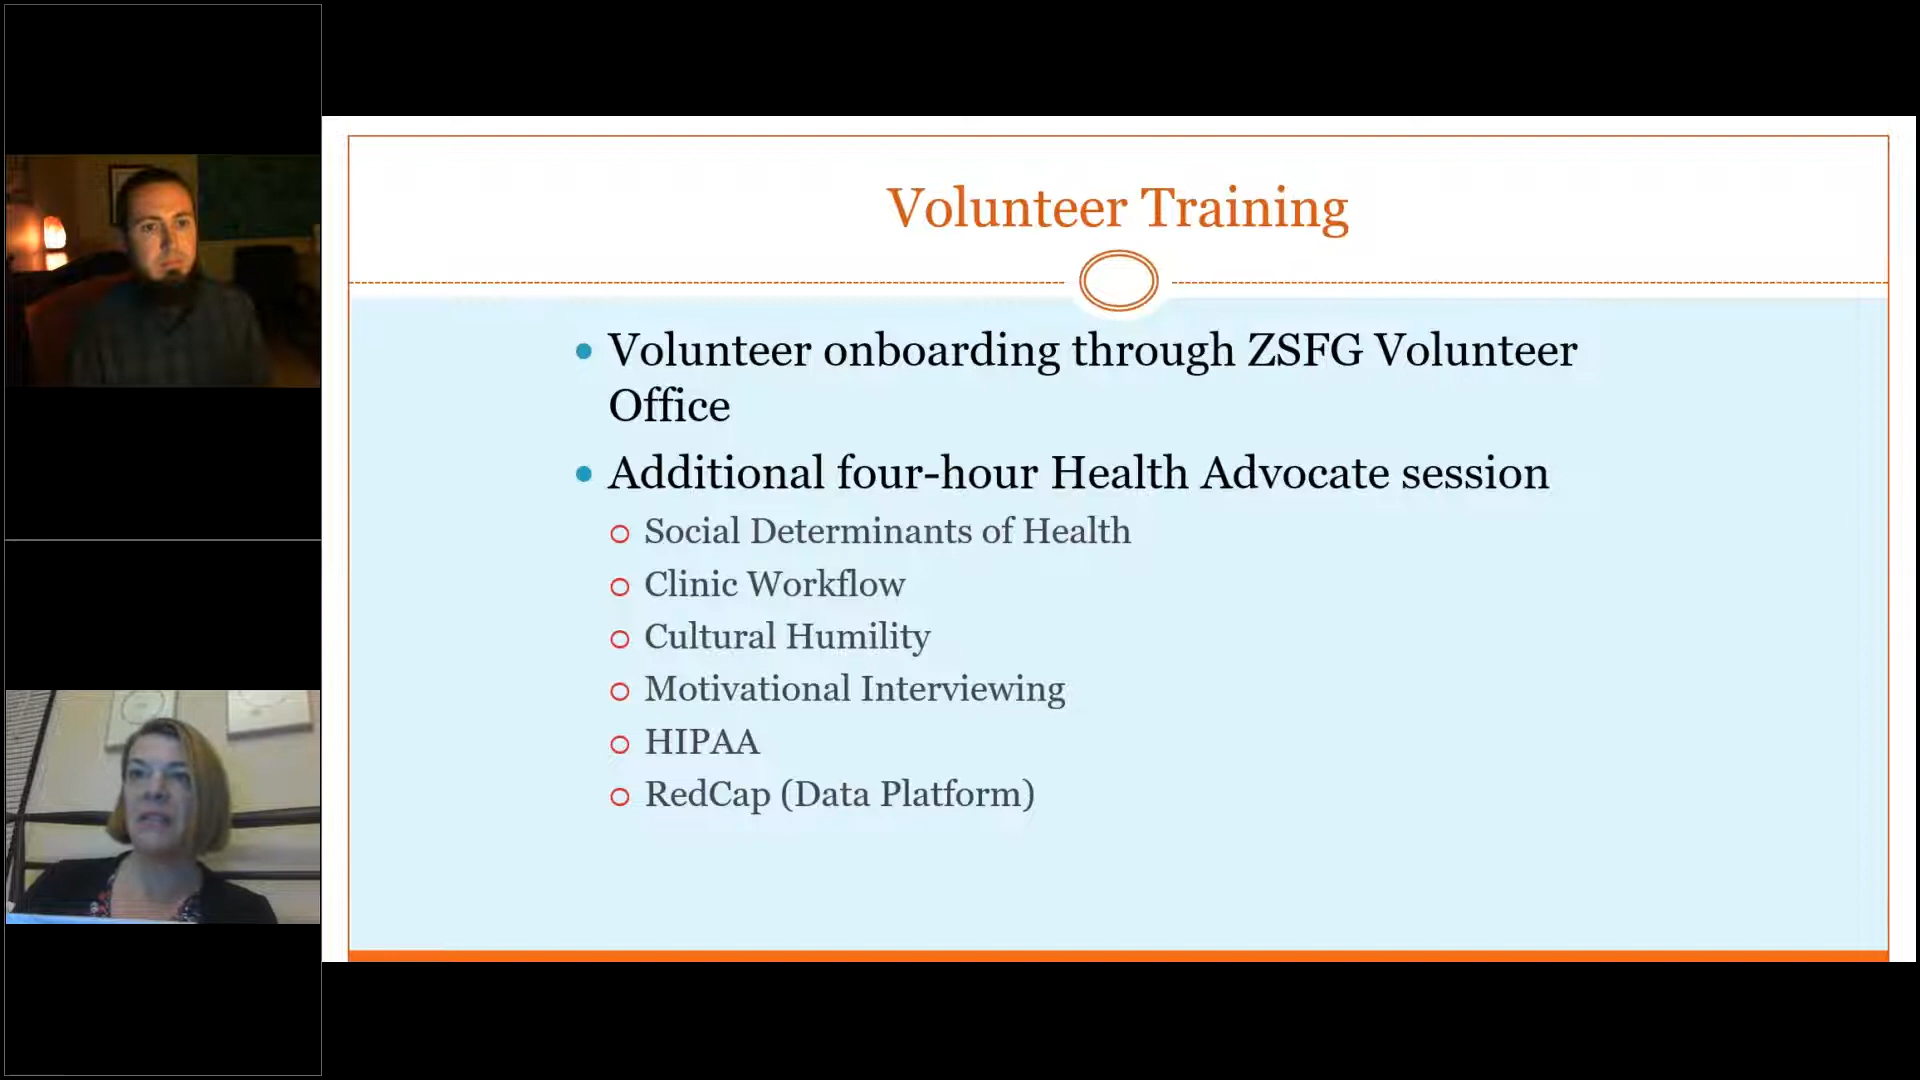 Volunteer Training
Volunteer onboarding through ZSFG Volunteer
Office
Additional four-hour Health Advocate session
Social Determinants of Health
Clinic Workflow
Cultural Humility
Motivational Interviewing
HIPAA
RedCap (Data Platform)